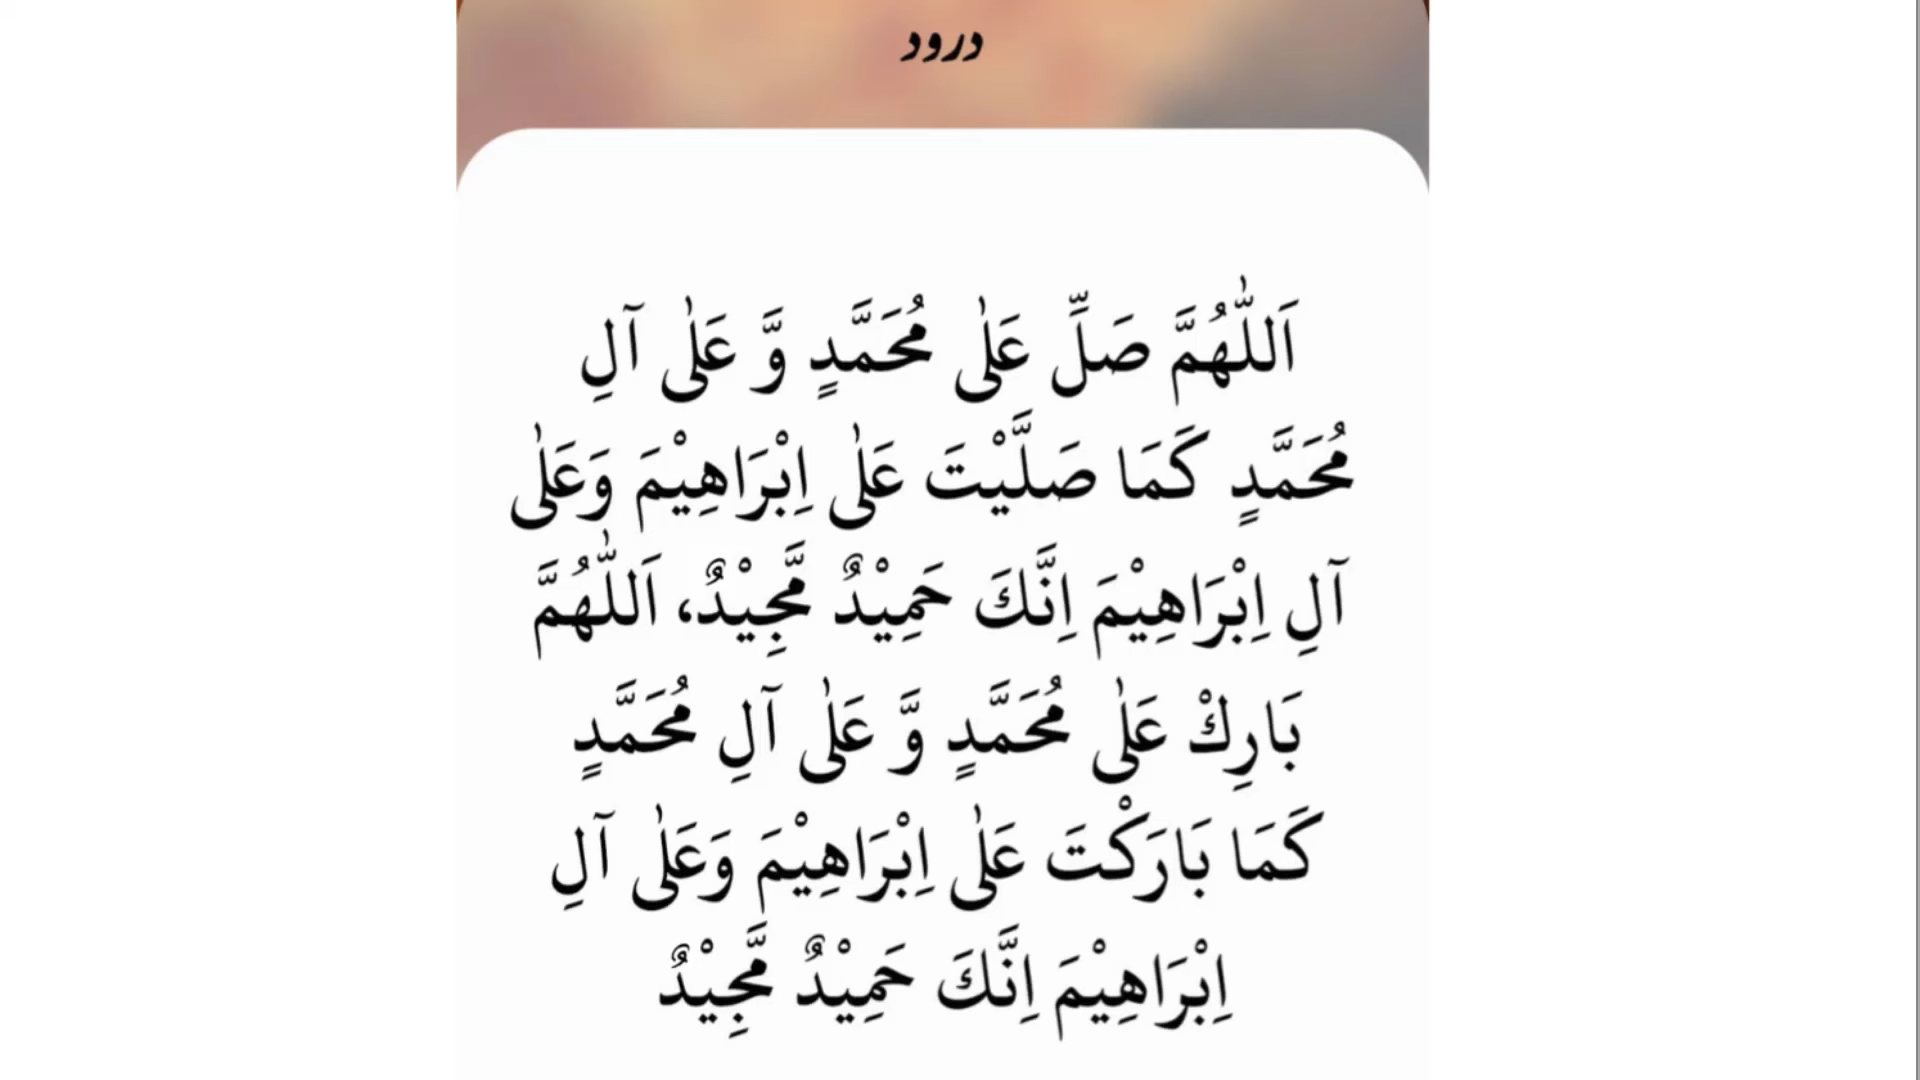 درود
اَللّٰهُمَّ صَلِّ عَلٰى مُحَمَّدٍ وَّ عَلٰى آلِ
مُحَمَّدٍ كَمَا صَلَّيْتَ عَلٰى اِبْرَاهِيْمَ وَعَلٰى
آلِ اِبْرَاهِيْمَ اِنَّكَ حَمِيْدٌ مَّجِيْدٌ، اَللّٰهُمَّ
بَارِكْ عَلٰى مُحَمَّدٍ وَّ عَلٰى آلِ مُحَمَّدٍ
كَمَا بَارَكْتَ عَلٰى اِبْرَاهِيْمَ وَعَلٰى آلِ
اِبْرَاهِيْمَ اِنَّكَ حَمِيْدٌ مَّجِيْدٌ